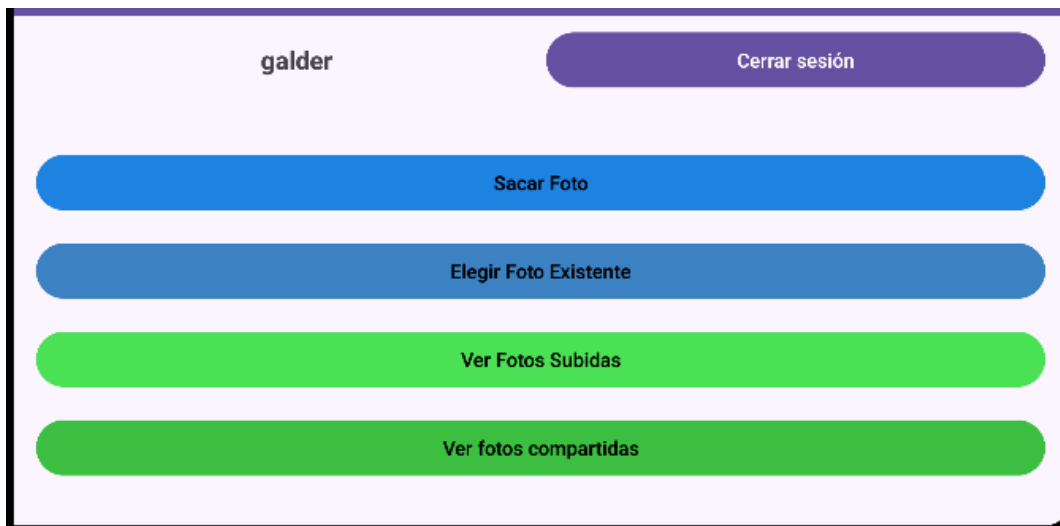 galder
Cerrar sesión
Sacar Foto
Elegir Foto Existente
Ver Fotos Subidas
Ver fotos compartidas